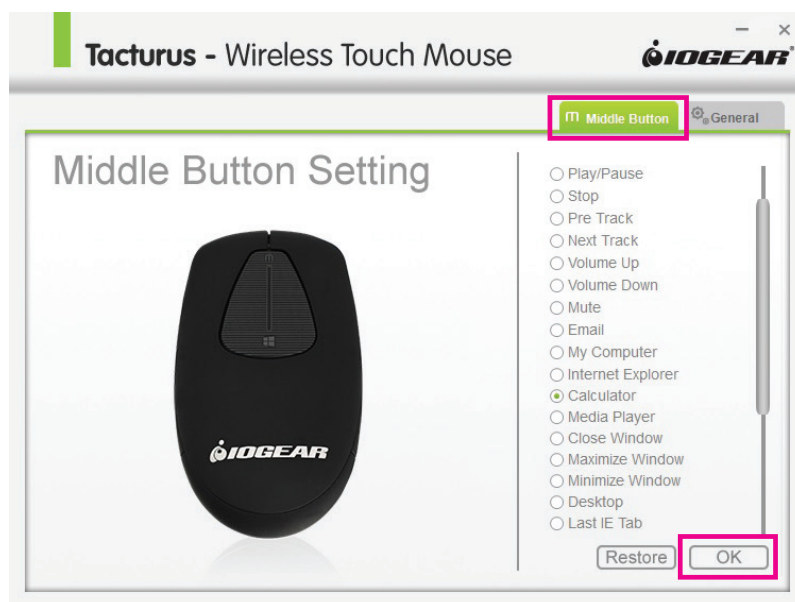 Tacturus - Wireless Touch Mouse
IOGEAR
m Middle Button
General
Middle Button Setting
m
IOGEAR
Play/Pause
Stop
Pre Track
Next Track
Volume Up
Volume Down
Mute
Email
My Computer
Internet Explorer
Calculator
Media Player
Close Window
Maximize Window
Minimize Window
Desktop
Last IE Tab
Restore
OK